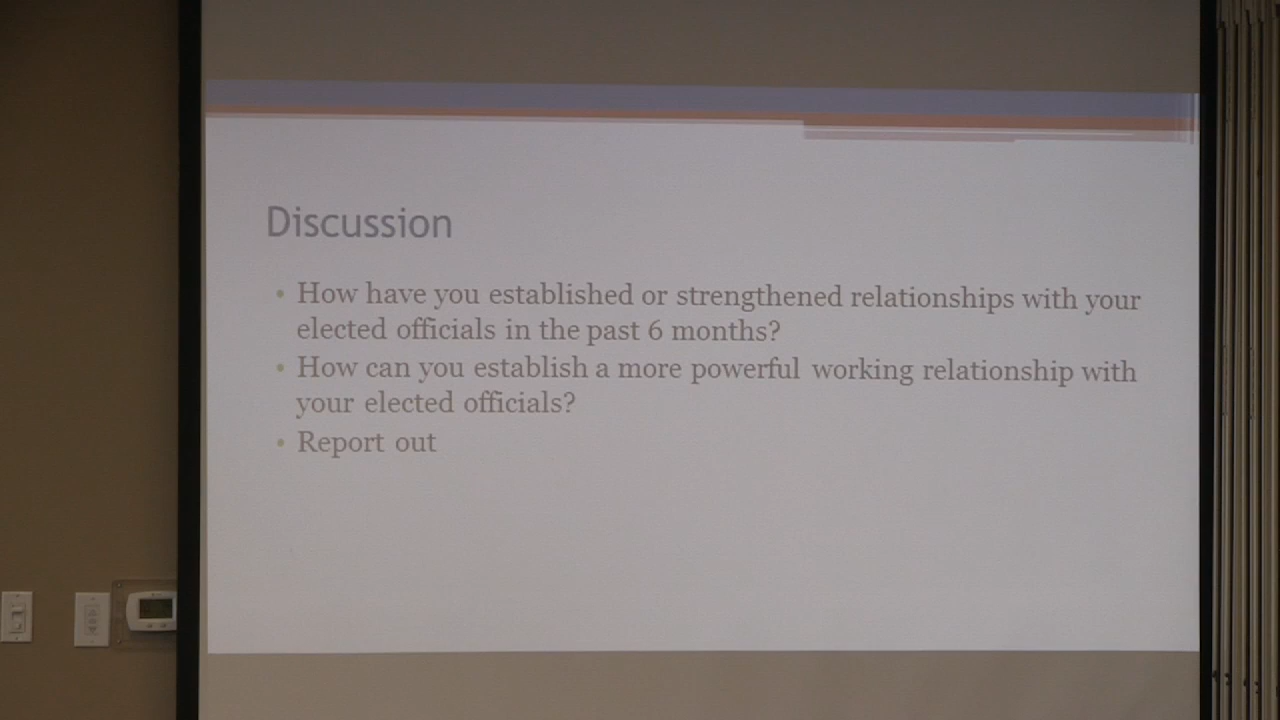 Discussion
• How have you established or strengthened relationships with your
elected officials in the past 6 months?
• How can you establish a more powerful working relationship with
your elected officials?
• Report out